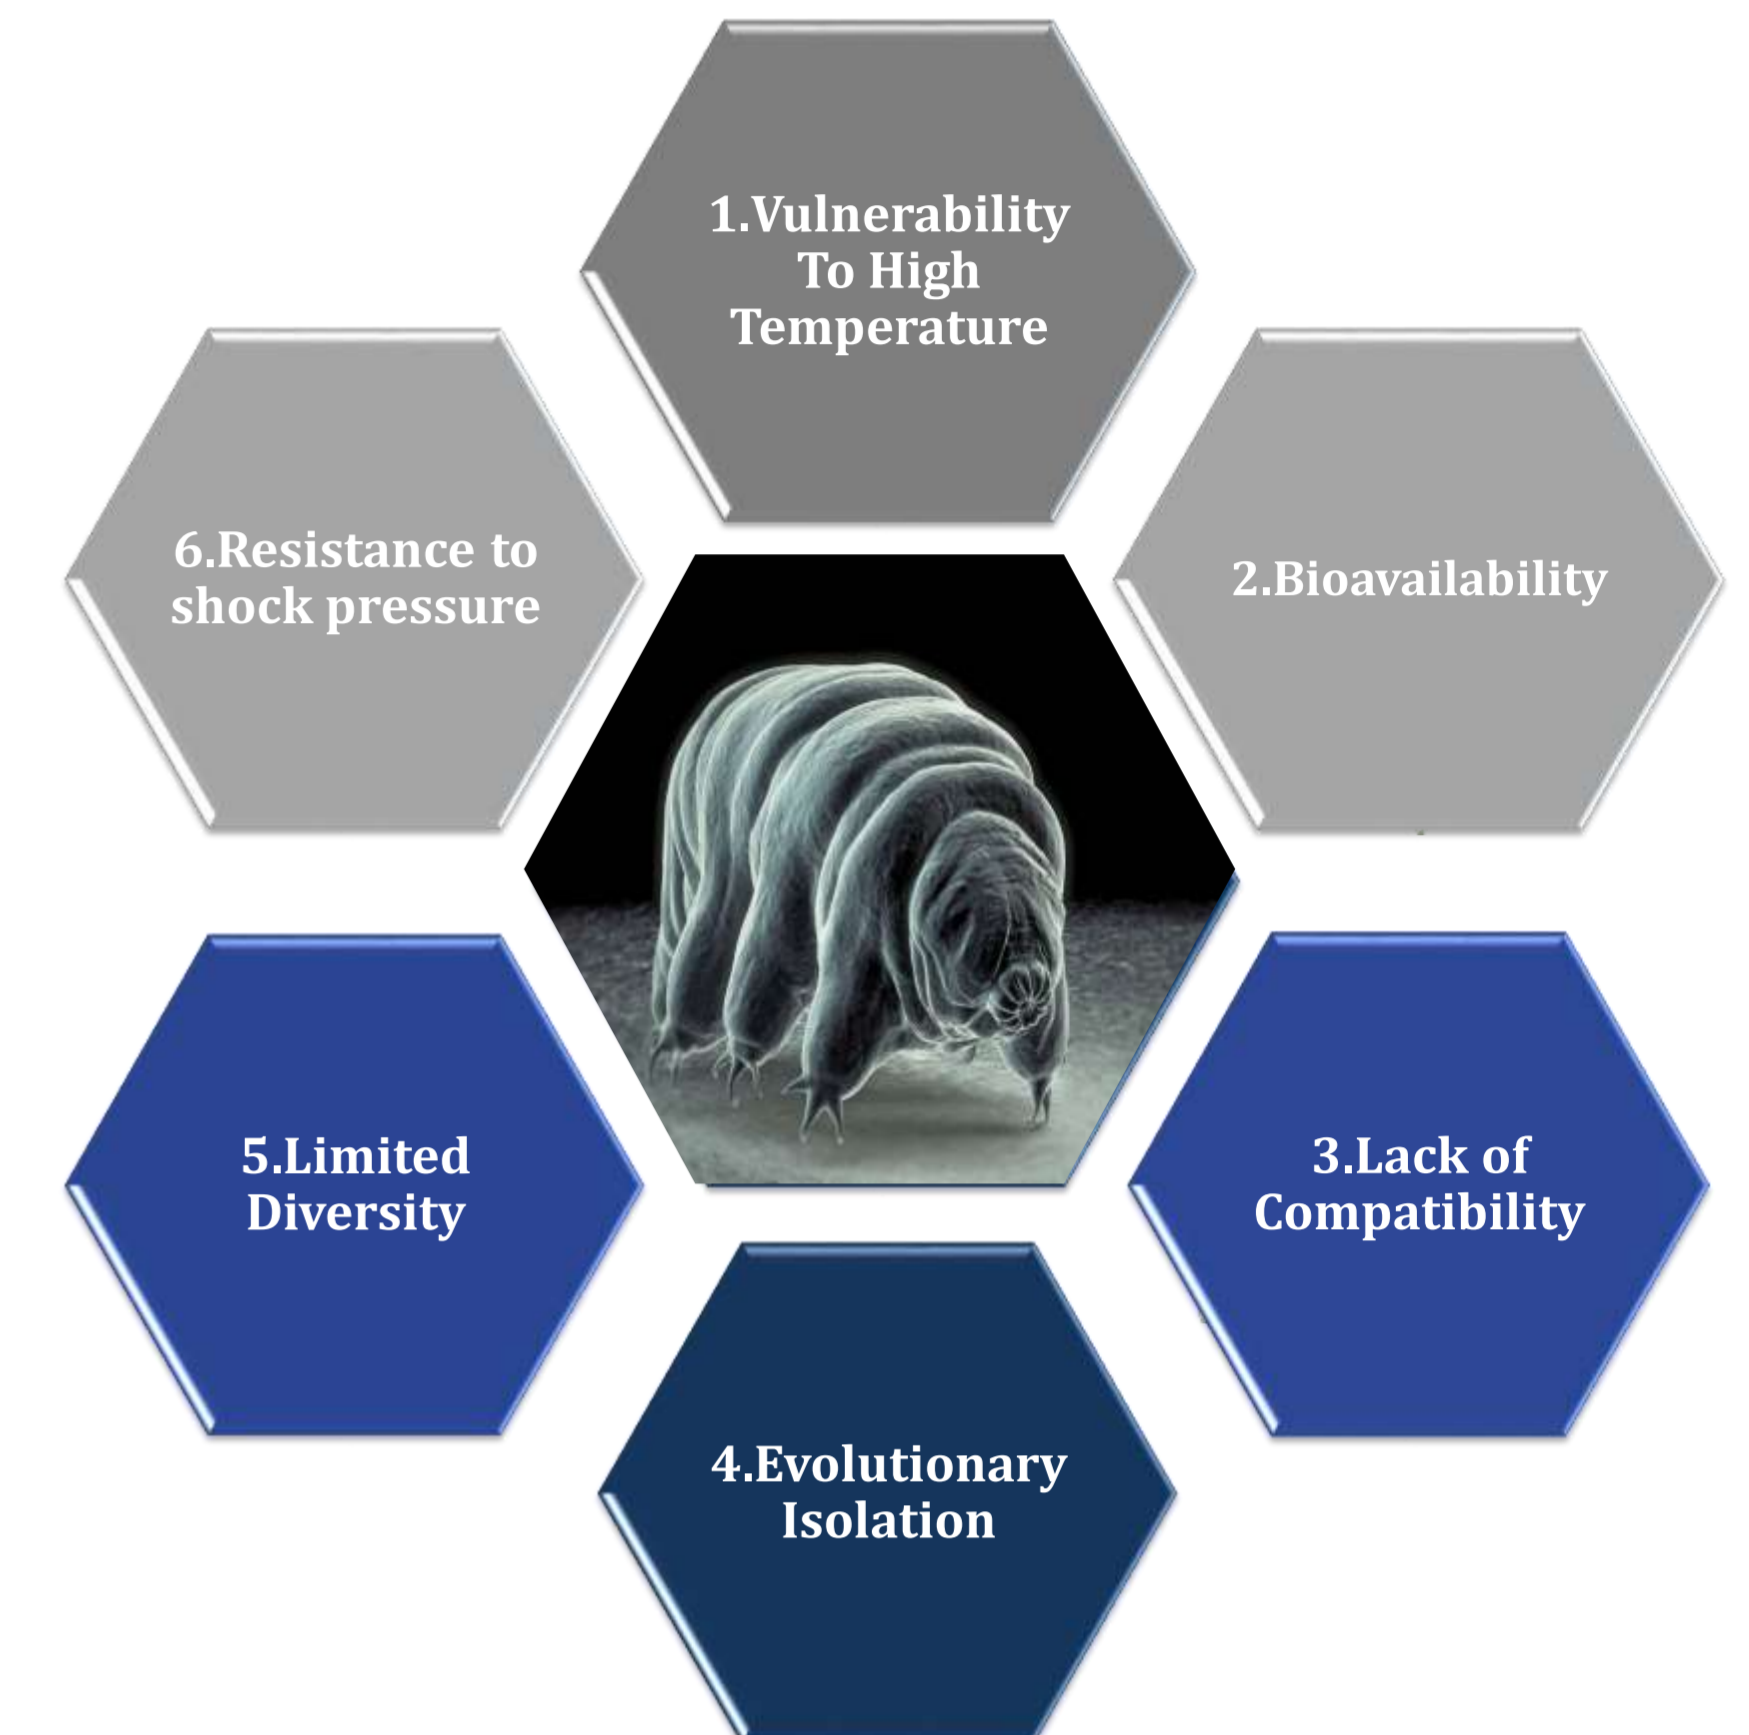 1.Vulnerability
To High
Temperature
2.Bioavailability
3.Lack of
Compatibility
4.Evolutionary
Isolation
5.Limited
Diversity
6.Resistance to
shock pressure